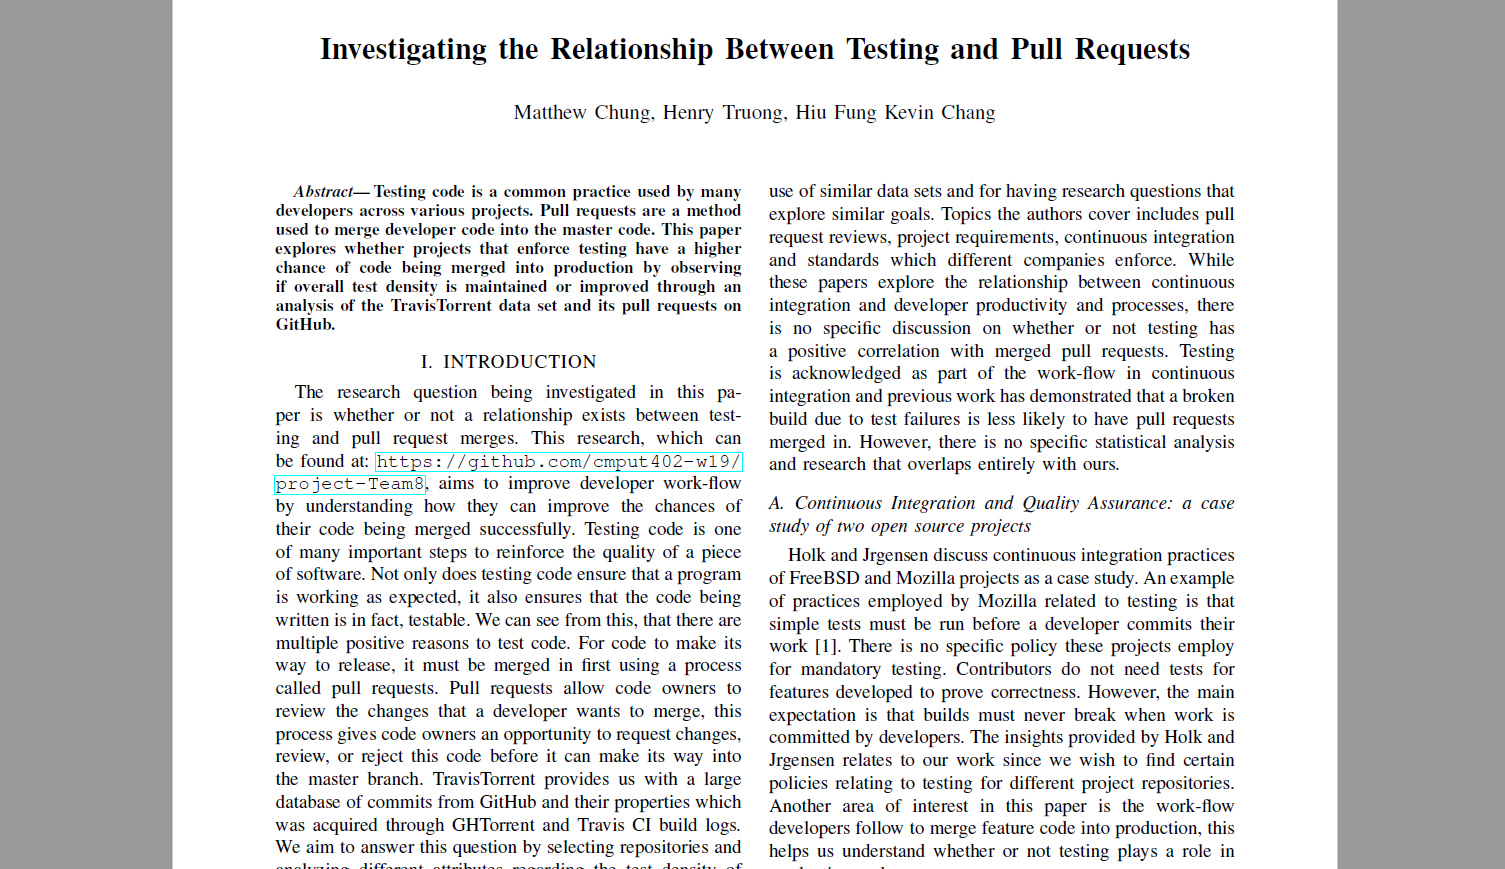 Investigating the Relationship Between Testing and Pull Requests
Matthew Chung, Henry Truong, Hiu Fung Kevin Chang
Abstract— Testing code is a common practice used by many
developers across various projects. Pull requests are a method
used to merge developer code into the master code. This paper
explores whether projects that enforce testing have a higher
chance of code being merged into production by observing
if overall test density is maintained or improved through an
analysis of the TravisTorrent data set and its pull requests on
GitHub.
I. INTRODUCTION
The research question being investigated in this pa-
per is whether or not a relationship exists between test-
ing and pull request merges. This research, which can
be found at: https://github.com/cmput402-w19/
project-Team8, aims to improve developer work-flow
by understanding how they can improve the chances of
their code being merged successfully. Testing code is one
of many important steps to reinforce the quality of a piece
of software. Not only does testing code ensure that a program
is working as expected, it also ensures that the code being
written is in fact, testable. We can see from this, that there are
multiple positive reasons to test code. For code to make its
way to release, it must be merged in first using a process
called pull requests. Pull requests allow code owners to
review the changes that a developer wants to merge, this
process gives code owners an opportunity to request changes,
review, or reject this code before it can make its way into
the master branch. TravisTorrent provides us with a large
database of commits from GitHub and their properties which
was acquired through GHTorrent and Travis CI build logs.
We aim to answer this question by selecting repositories and
analyzing different attributes regarding the test density of
use of similar data sets and for having research questions that
explore similar goals. Topics the authors cover includes pull
request reviews, project requirements, continuous integration
and standards which different companies enforce. While
these papers explore the relationship between continuous
integration and developer productivity and processes, there
is no specific discussion on whether or not testing has
a positive correlation with merged pull requests. Testing
is acknowledged as part of the work-flow in continuous
integration and previous work has demonstrated that a broken
build due to test failures is less likely to have pull requests
merged in. However, there is no specific statistical analysis
and research that overlaps entirely with ours.
A. Continuous Integration and Quality Assurance: a case
study of two open source projects
Holk and Jrgensen discuss continuous integration practices
of FreeBSD and Mozilla projects as a case study. An example
of practices employed by Mozilla related to testing is that
simple tests must be run before a developer commits their
work [1]. There is no specific policy these projects employ
for mandatory testing. Contributors do not need tests for
features developed to prove correctness. However, the main
expectation is that builds must never break when work is
committed by developers. The insights provided by Holk and
Jrgensen relates to our work since we wish to find certain
policies relating to testing for different project repositories.
Another area of interest in this paper is the work-flow
developers follow to merge feature code into production, this
helps us understand whether or not testing plays a role in